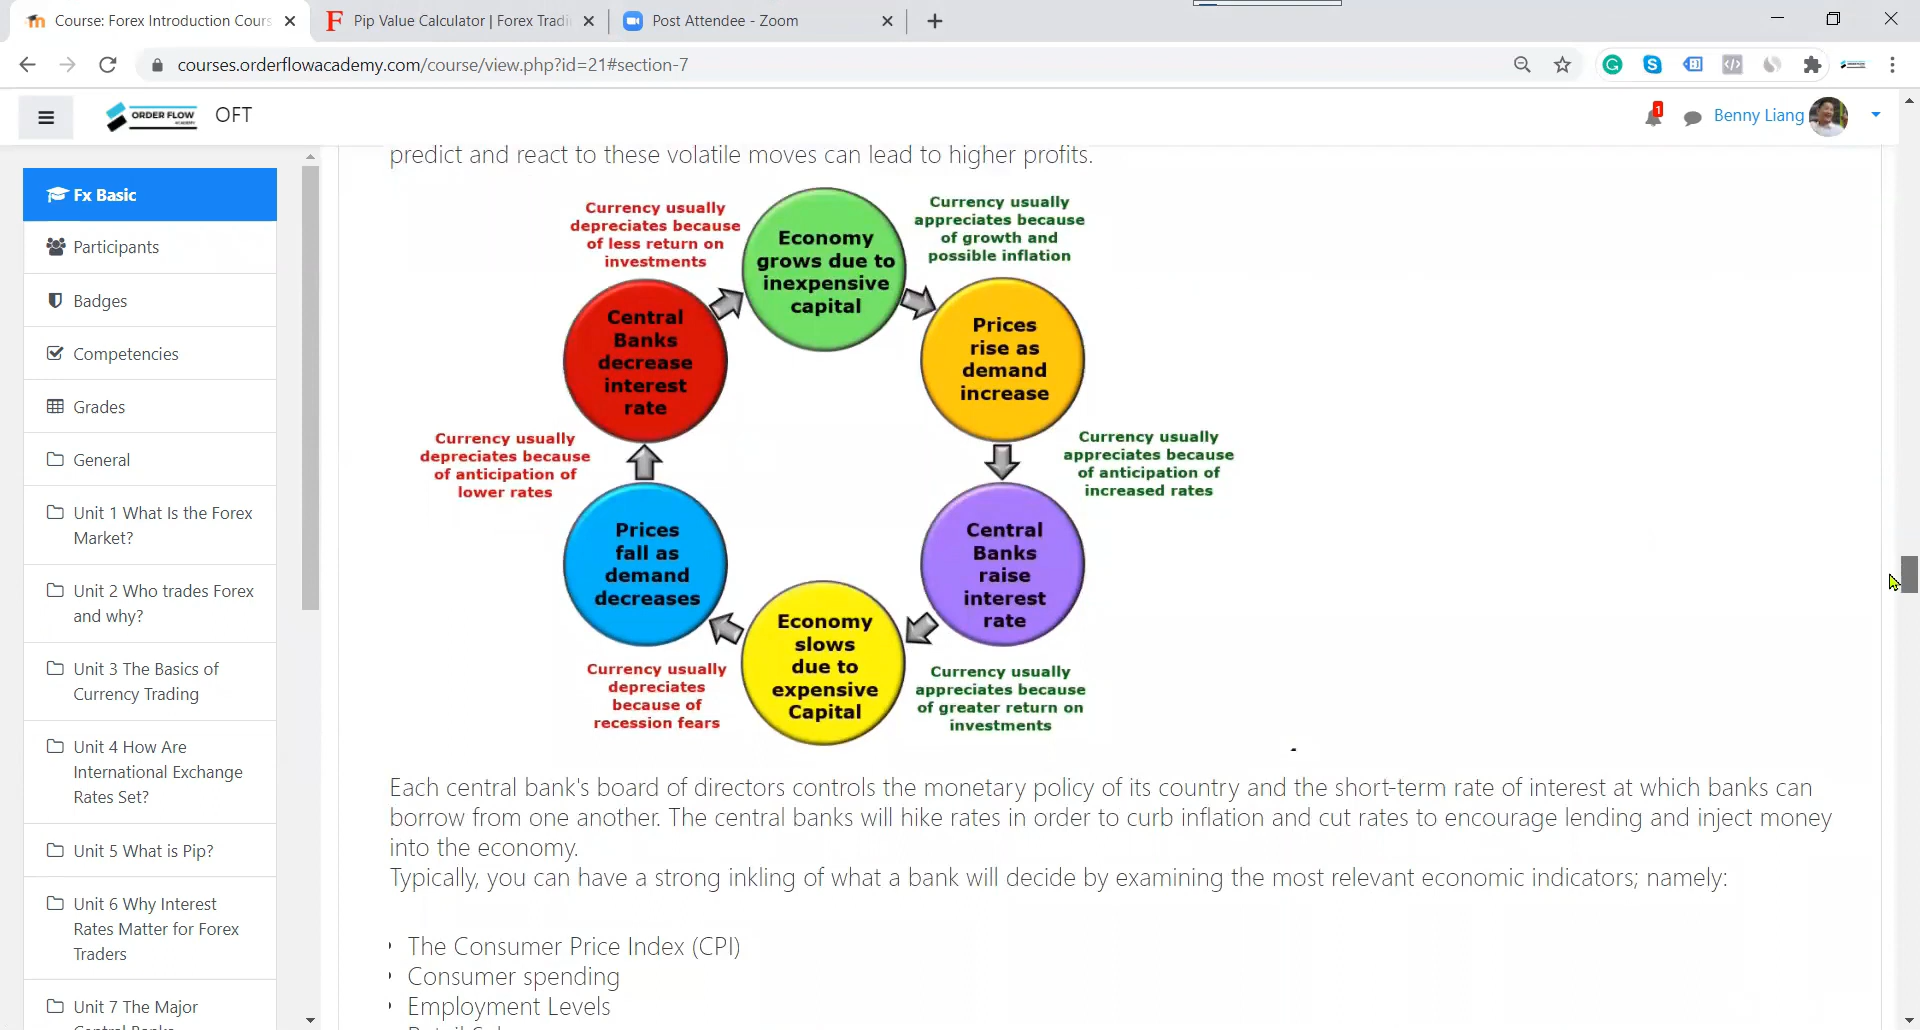 Course: Forex Introduction Cours
Pip Value Calculator | Forex Tradi
Post Attendee - Zoom
courses.orderflowacademy.com/course/view.php?id=21#section-7
ORDER FLOW
OFT
1
Benny Liang
Fx Basic
Participants
Badges
Competencies
Grades
General
Unit 1 What Is the Forex
Market?
Unit 2 Who trades Forex
and why?
Unit 3 The Basics of
Currency Trading
Unit 4 How Are
International Exchange
Rates Set?
Unit 5 What is Pip?
Unit 6 Why Interest
Rates Matter for Forex
Traders
Unit 7 The Major
predict and react to these volatile moves can lead to higher profits.
Currency usually
depreciates because
of less return on
investments
Economy
grows due to
inexpensive
capital
Currency usually
appreciates because
of growth and
possible inflation
Central
Banks
decrease
interest
rate
Prices
rise as
demand
increase
Currency usually
depreciates because
of anticipation of
lower rates
Currency usually
appreciates because
of anticipation of
increased rates
Prices
fall as
demand
decreases
Central
Banks
raise
interest
rate
Economy
slows
due to
expensive
Capital
Currency usually
depreciates
because of
recession fears
Currency usually
appreciates because
of greater return on
investments
Each central bank's board of directors controls the monetary policy of its country and the short-term rate of interest at which banks can
borrow from one another. The central banks will hike rates in order to curb inflation and cut rates to encourage lending and inject money
into the economy.
Typically, you can have a strong inkling of what a bank will decide by examining the most relevant economic indicators; namely:
The Consumer Price Index (CPI)
Consumer spending
Employment Levels